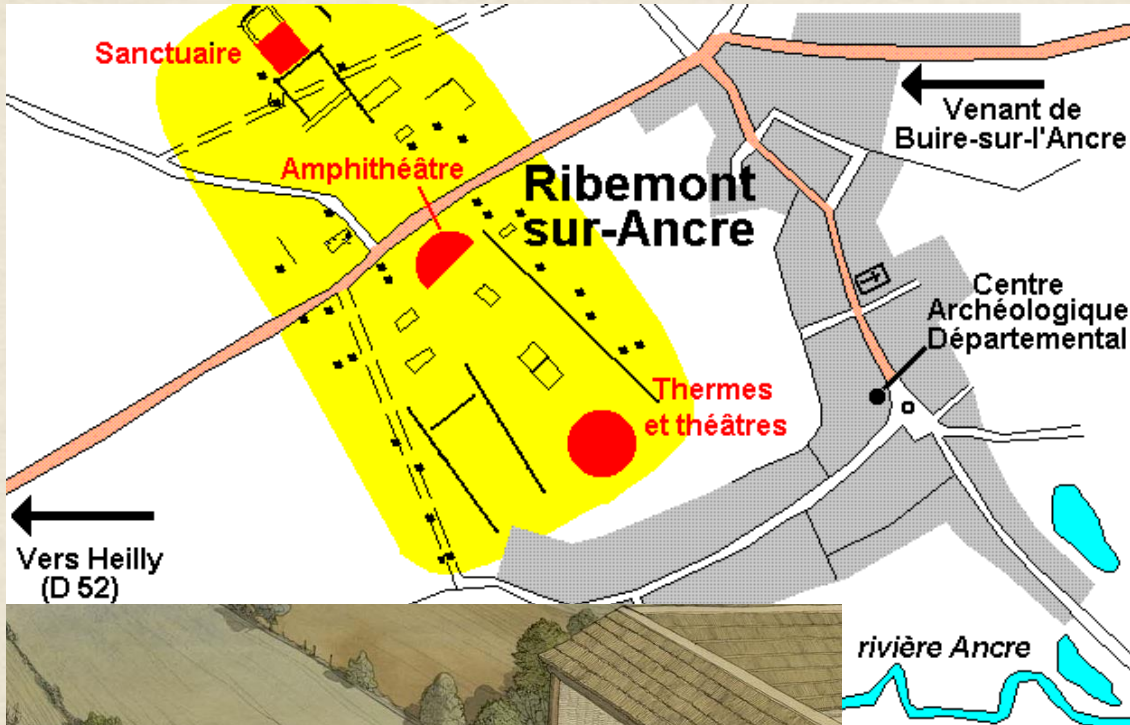 Sanctuaire
Venant de
Buire-sur-l'Ancre
Amphithéâtre
Ribemont
sur-Ancre
Centre
Archéologique
Départemental
Thermes
et théâtres
Vers Heilly
(D 52)
rivière Ancre